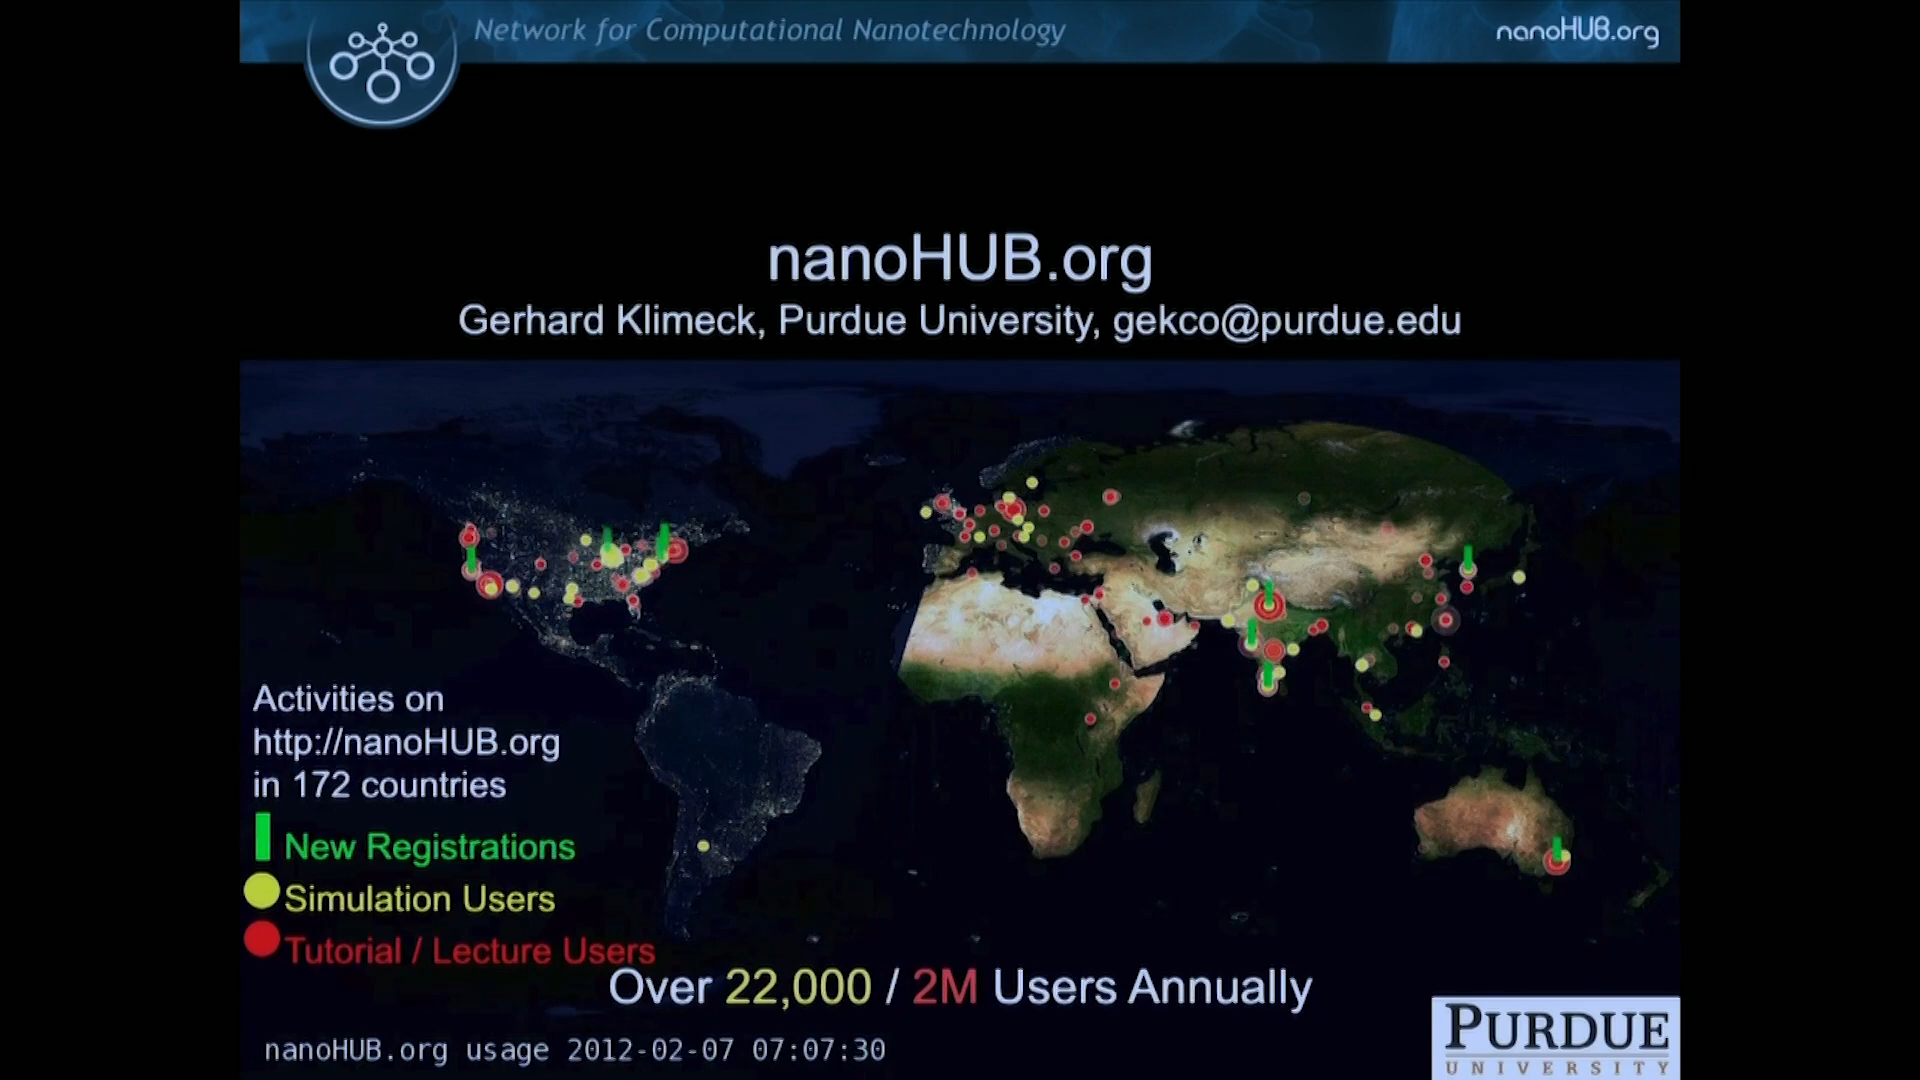 Network for Computational Nanotechnology
nanoHUB.org
nanoHUB.org
Gerhard Klimeck, Purdue University, gekco@purdue.edu
Activities on
http://nanoHUB.org
in 172 countries
New Registrations
Simulation Users
Tutorial / Lecture Users
Over 22,000 / 2M Users Annually
nanoHUB.org usage 2012-02-07 07:07:30
PURDUE
UNIVERSITY